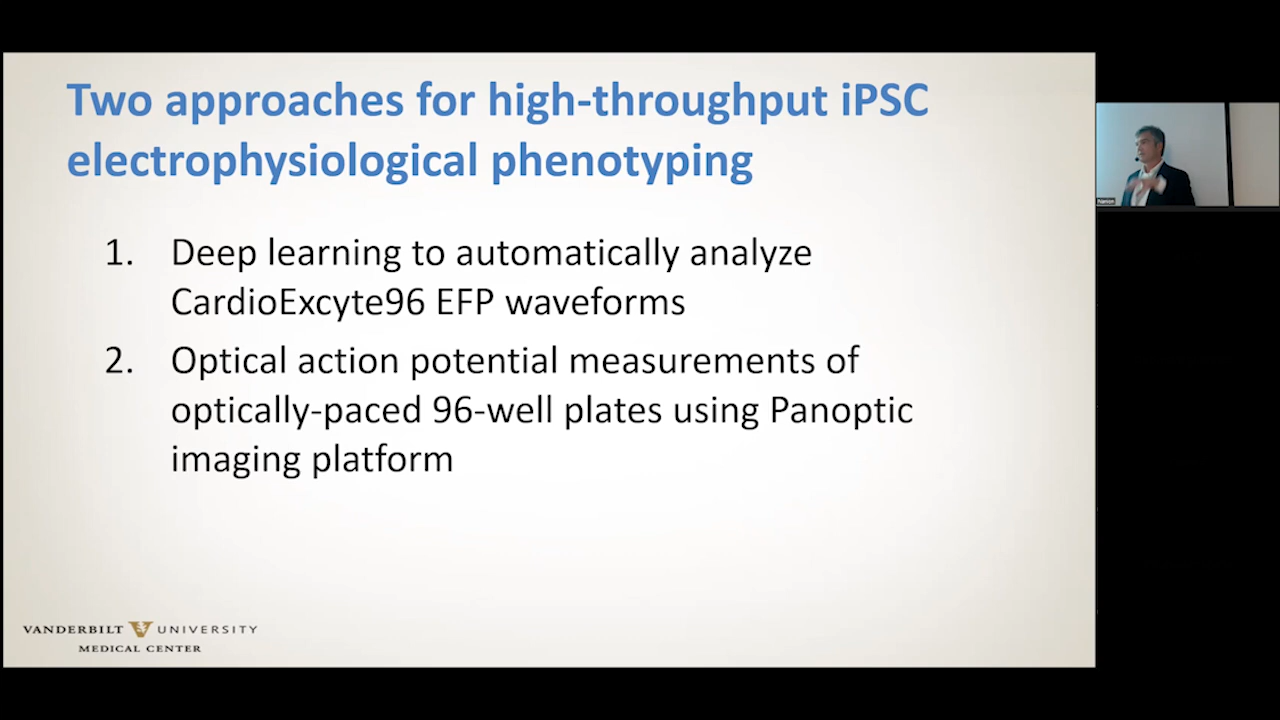 Two approaches for high-throughput iPSC
electrophysiological phenotyping
1. Deep learning to automatically analyze
CardioExcyte96 EFP waveforms
2. Optical action potential measurements of
optically-paced 96-well plates using Panoptic
imaging platform
VANDERBILT UNIVERSITY
MEDICAL CENTER
Nanion